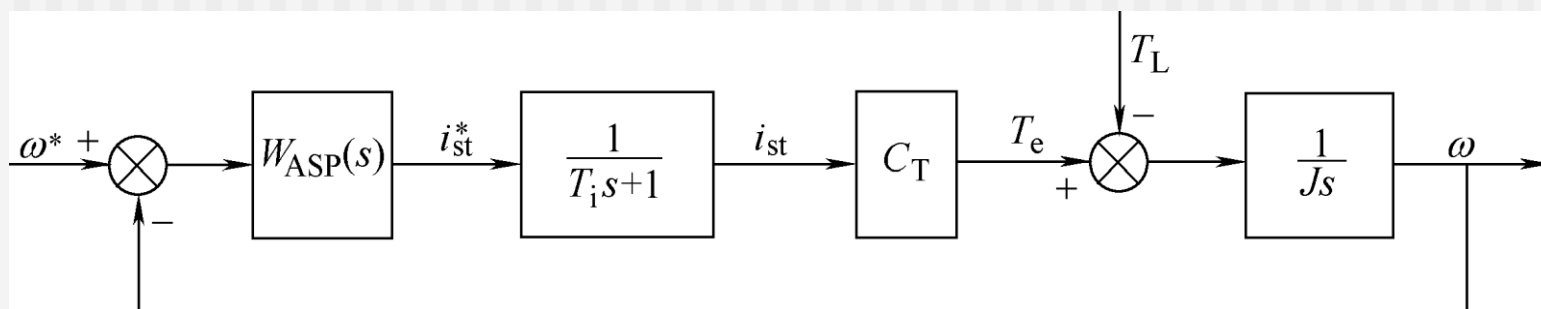 T_L
ω* + − W_ASP(s) i*_st 1/(T_i s+1) i_st C_T T_e + − 1/(Js) ω